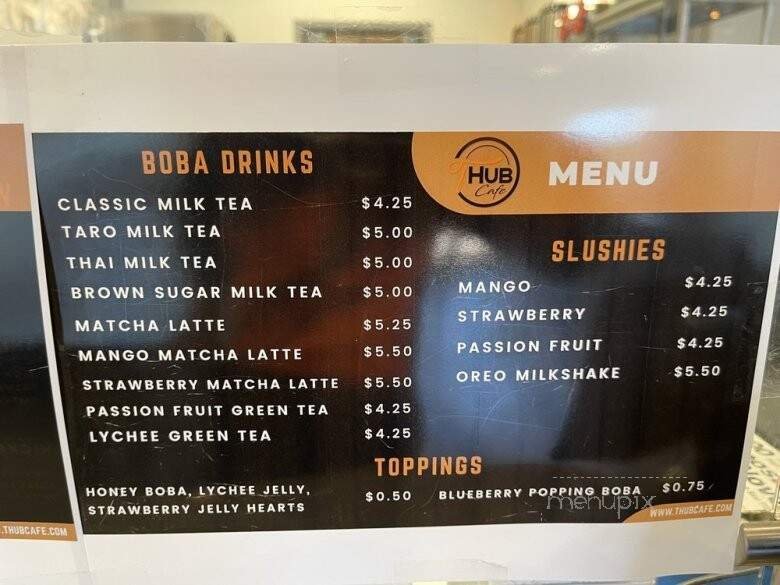 BOBA DRINKS
CLASSIC MILK TEA $4.25
TARO MILK TEA $5.00
THAI MILK TEA $5.00
BROWN SUGAR MILK TEA $5.00
MATCHA LATTE $5.25
MANGO MATCHA LATTE $5.50
STRAWBERRY MATCHA LATTE $5.50
PASSION FRUIT GREEN TEA $4.25
LYCHEE GREEN TEA $4.25
THUB
Cafe
MENU
SLUSHIES
MANGO $4.25
STRAWBERRY $4.25
PASSION FRUIT $4.25
OREO MILKSHAKE $5.50
TOPPINGS
HONEY BOBA, LYCHEE JELLY,
STRAWBERRY JELLY HEARTS $0.50
BLUEBERRY POPPING BOBA $0.75
menupix
WWW.THUBCAFE.COM
.THUBCAFE.COM